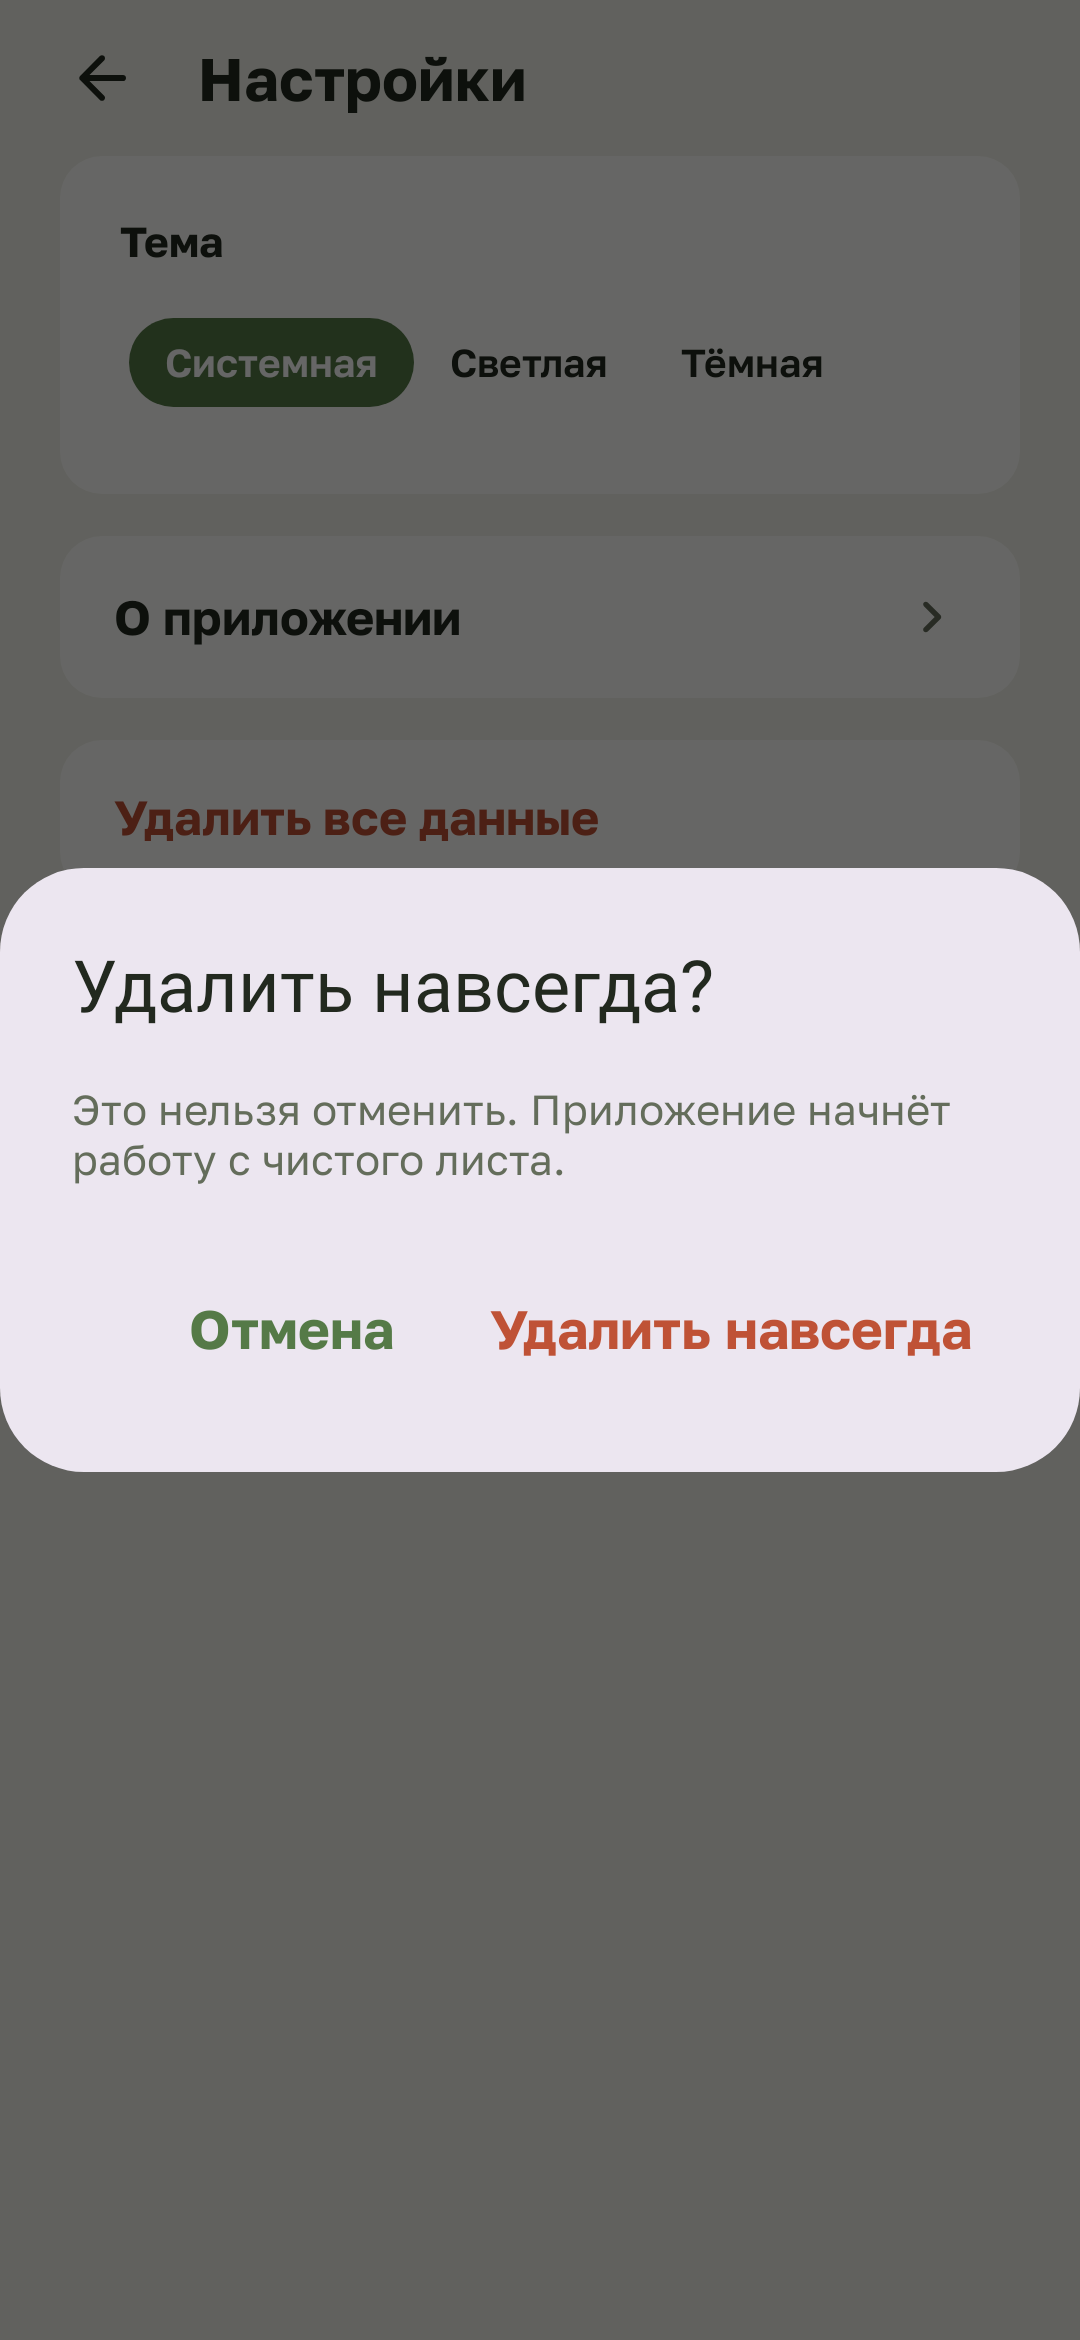 Настройки
Тема
Системная Светлая Тёмная
О приложении
Удалить все данные
Удалить навсегда?
Это нельзя отменить. Приложение начнёт
работу с чистого листа.
Отмена Удалить навсегда